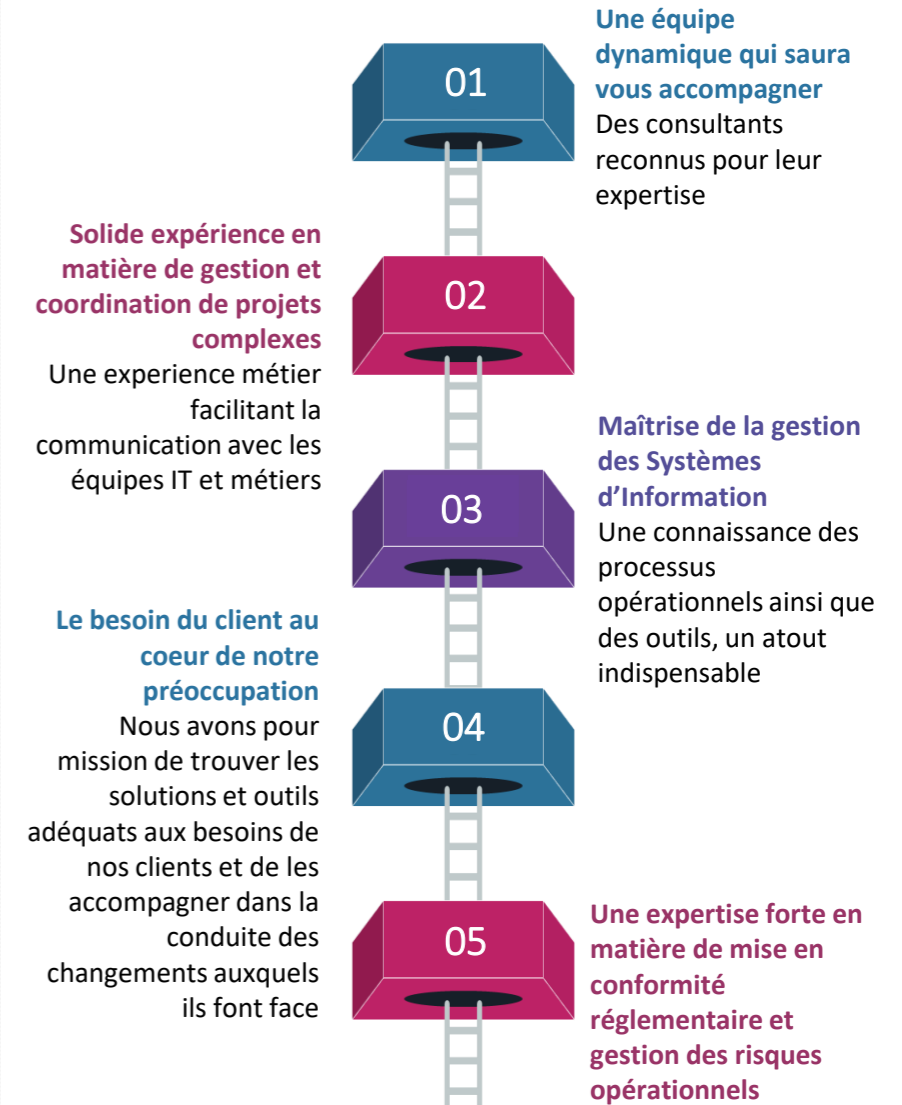 01
Une équipe
dynamique qui saura
vous accompagner
Des consultants
reconnus pour leur
expertise
02
Solide expérience en
matière de gestion et
coordination de projets
complexes
Une experience métier
facilitant la
communication avec les
équipes IT et métiers
03
Maîtrise de la gestion
des Systèmes
d’Information
Une connaissance des
processus
opérationnels ainsi que
des outils, un atout
indispensable
04
Le besoin du client au
coeur de notre
préoccupation
Nous avons pour
mission de trouver les
solutions et outils
adéquats aux besoins de
nos clients et de les
accompagner dans la
conduite des
changements auxquels
ils font face
05
Une expertise forte en
matière de mise en
conformité
réglementaire et
gestion des risques
opérationnels